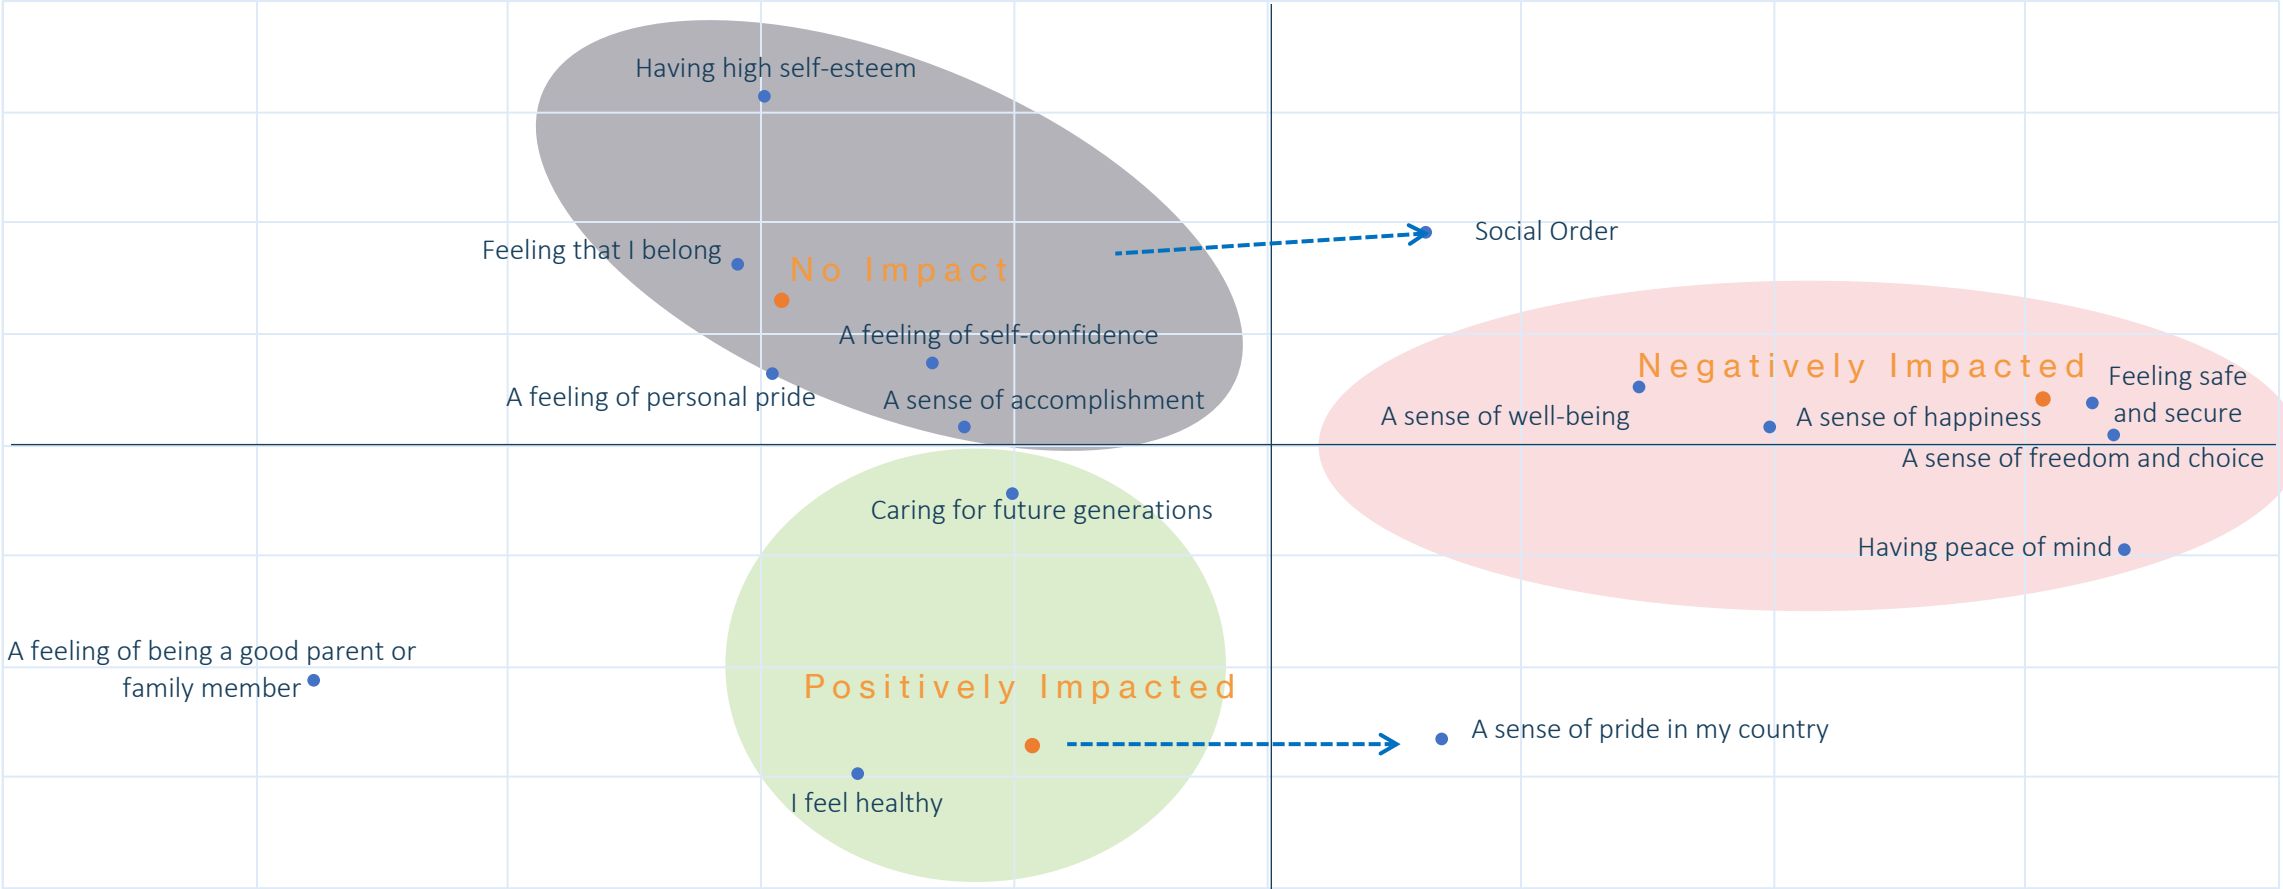 Having high self-esteem
Social Order
Feeling that I belong
No Impact
A feeling of self-confidence
Negatively Impacted
Feeling safe
and secure
A feeling of personal pride
A sense of accomplishment
A sense of well-being
A sense of happiness
A sense of freedom and choice
Caring for future generations
Having peace of mind
A feeling of being a good parent or
family member
Positively Impacted
A sense of pride in my country
I feel healthy